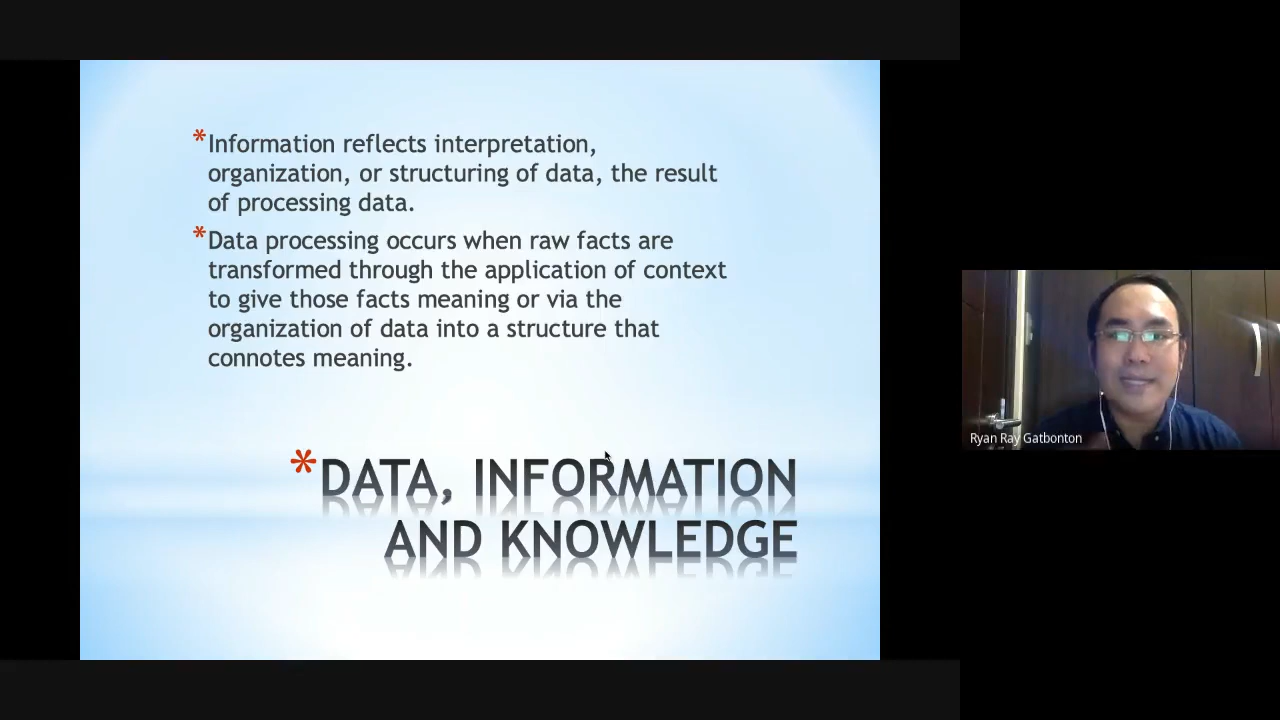 *Information reflects interpretation,
organization, or structuring of data, the result
of processing data.
*Data processing occurs when raw facts are
transformed through the application of context
to give those facts meaning or via the
organization of data into a structure that
connotes meaning.
*DATA, INFORMATION
AND KNOWLEDGE
Ryan Ray Gatbonton